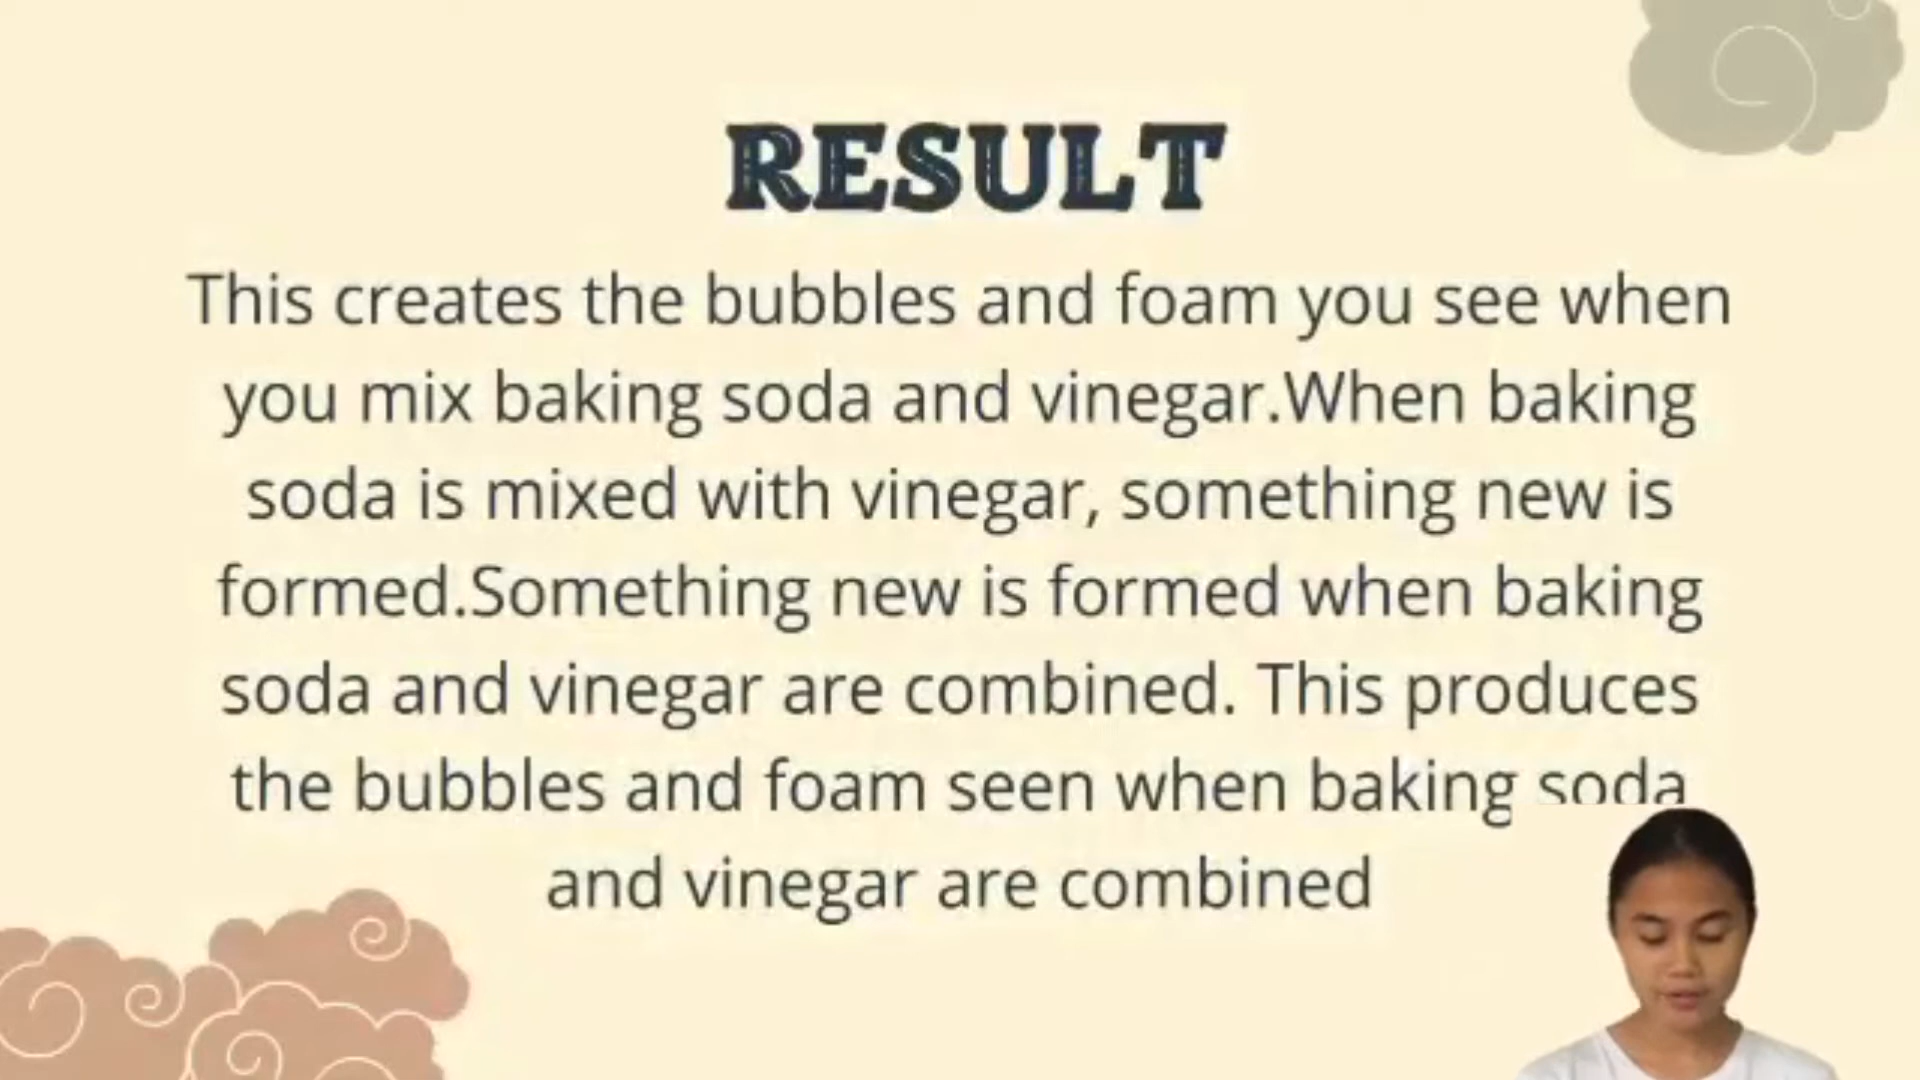 RESULT
This creates the bubbles and foam you see when
you mix baking soda and vinegar.When baking
soda is mixed with vinegar, something new is
formed.Something new is formed when baking
soda and vinegar are combined. This produces
the bubbles and foam seen when baking soda
and vinegar are combined